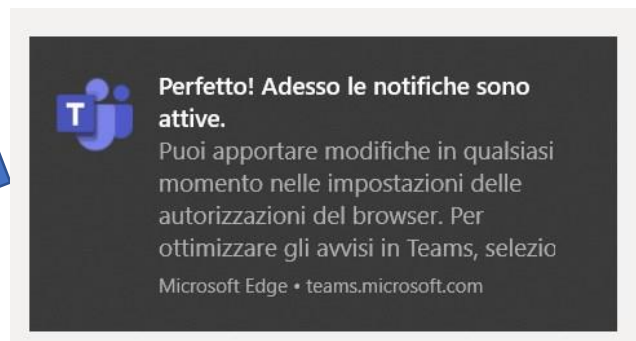 T
Perfetto! Adesso le notifiche sono
attive.
Puoi apportare modifiche in qualsiasi
momento nelle impostazioni delle
autorizzazioni del browser. Per
ottimizzare gli avvisi in Teams, selezio
Microsoft Edge • teams.microsoft.com